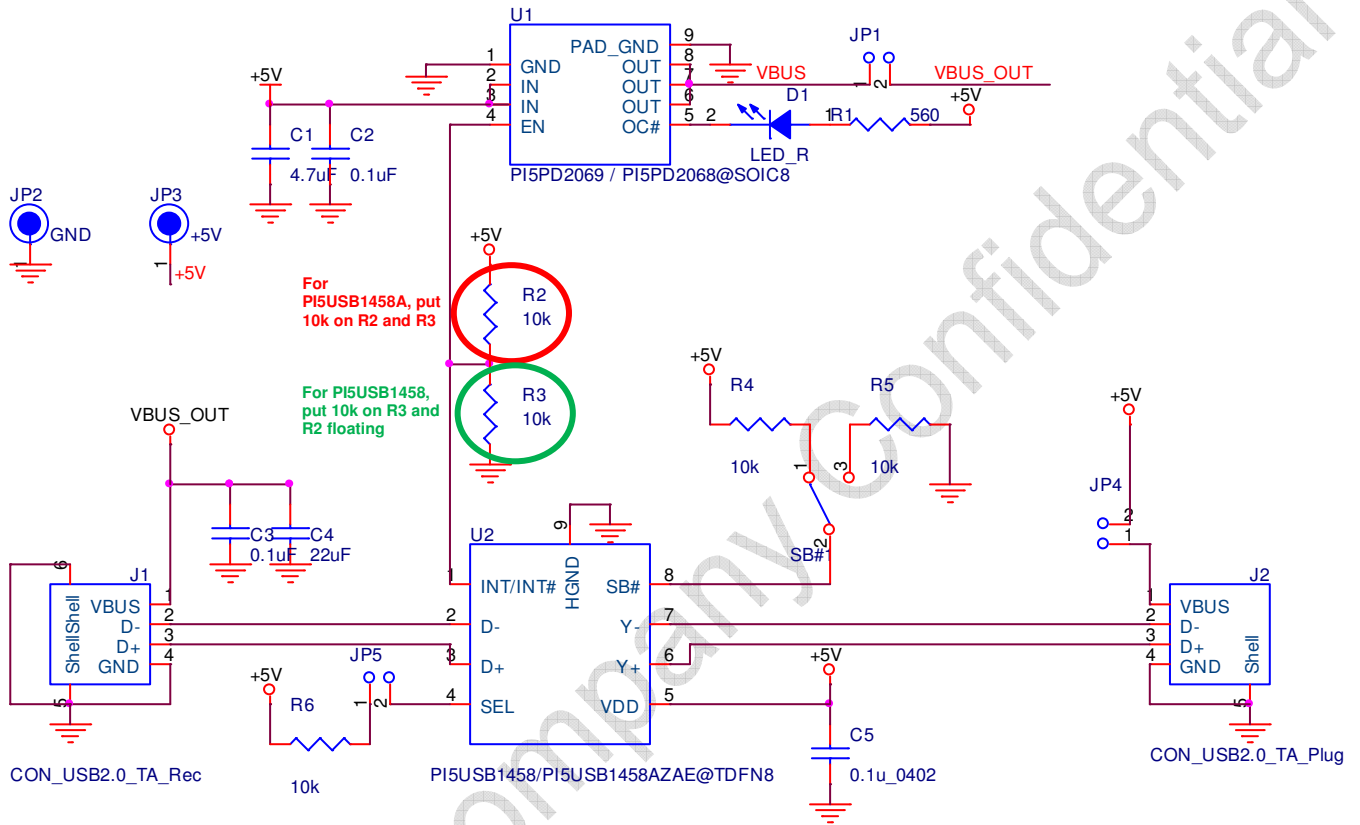 U1
PAD_GND
9
JP1
1
GND
OUT
8
2
IN
OUT
7
VBUS
1
2
VBUS_OUT
3
IN
OUT
6
4
EN
OC#
5
2
D1
1
R1
560
+5V
LED_R
PI5PD2069 / PI5PD2068@SOIC8
+5V
C1
4.7uF
C2
0.1uF
JP2
GND
1
JP3
+5V
1
+5V
+5V
For
PI5USB1458A, put
10k on R2 and R3
R2
10k
For PI5USB1458,
put 10k on R3 and
R2 floating
R3
10k
+5V
R4
10k
R5
10k
1
3
2
SB#
VBUS_OUT
C3
0.1uF
C4
22uF
+5V
JP4
2
1
U2
9
HGND
1
INT/INT#
SB#
8
2
D-
Y-
7
3
D+
Y+
6
4
SEL
VDD
5
PI5USB1458/PI5USB1458AZAE@TDFN8
J1
6
VBUS
1
D-
2
D+
3
GND
4
ShellShell
5
CON_USB2.0_TA_Rec
+5V
R6
10k
JP5
1
2
+5V
C5
0.1u_0402
J2
1
VBUS
2
D-
3
D+
4
GND
Shell
5
CON_USB2.0_TA_Plug
ompany Confidential